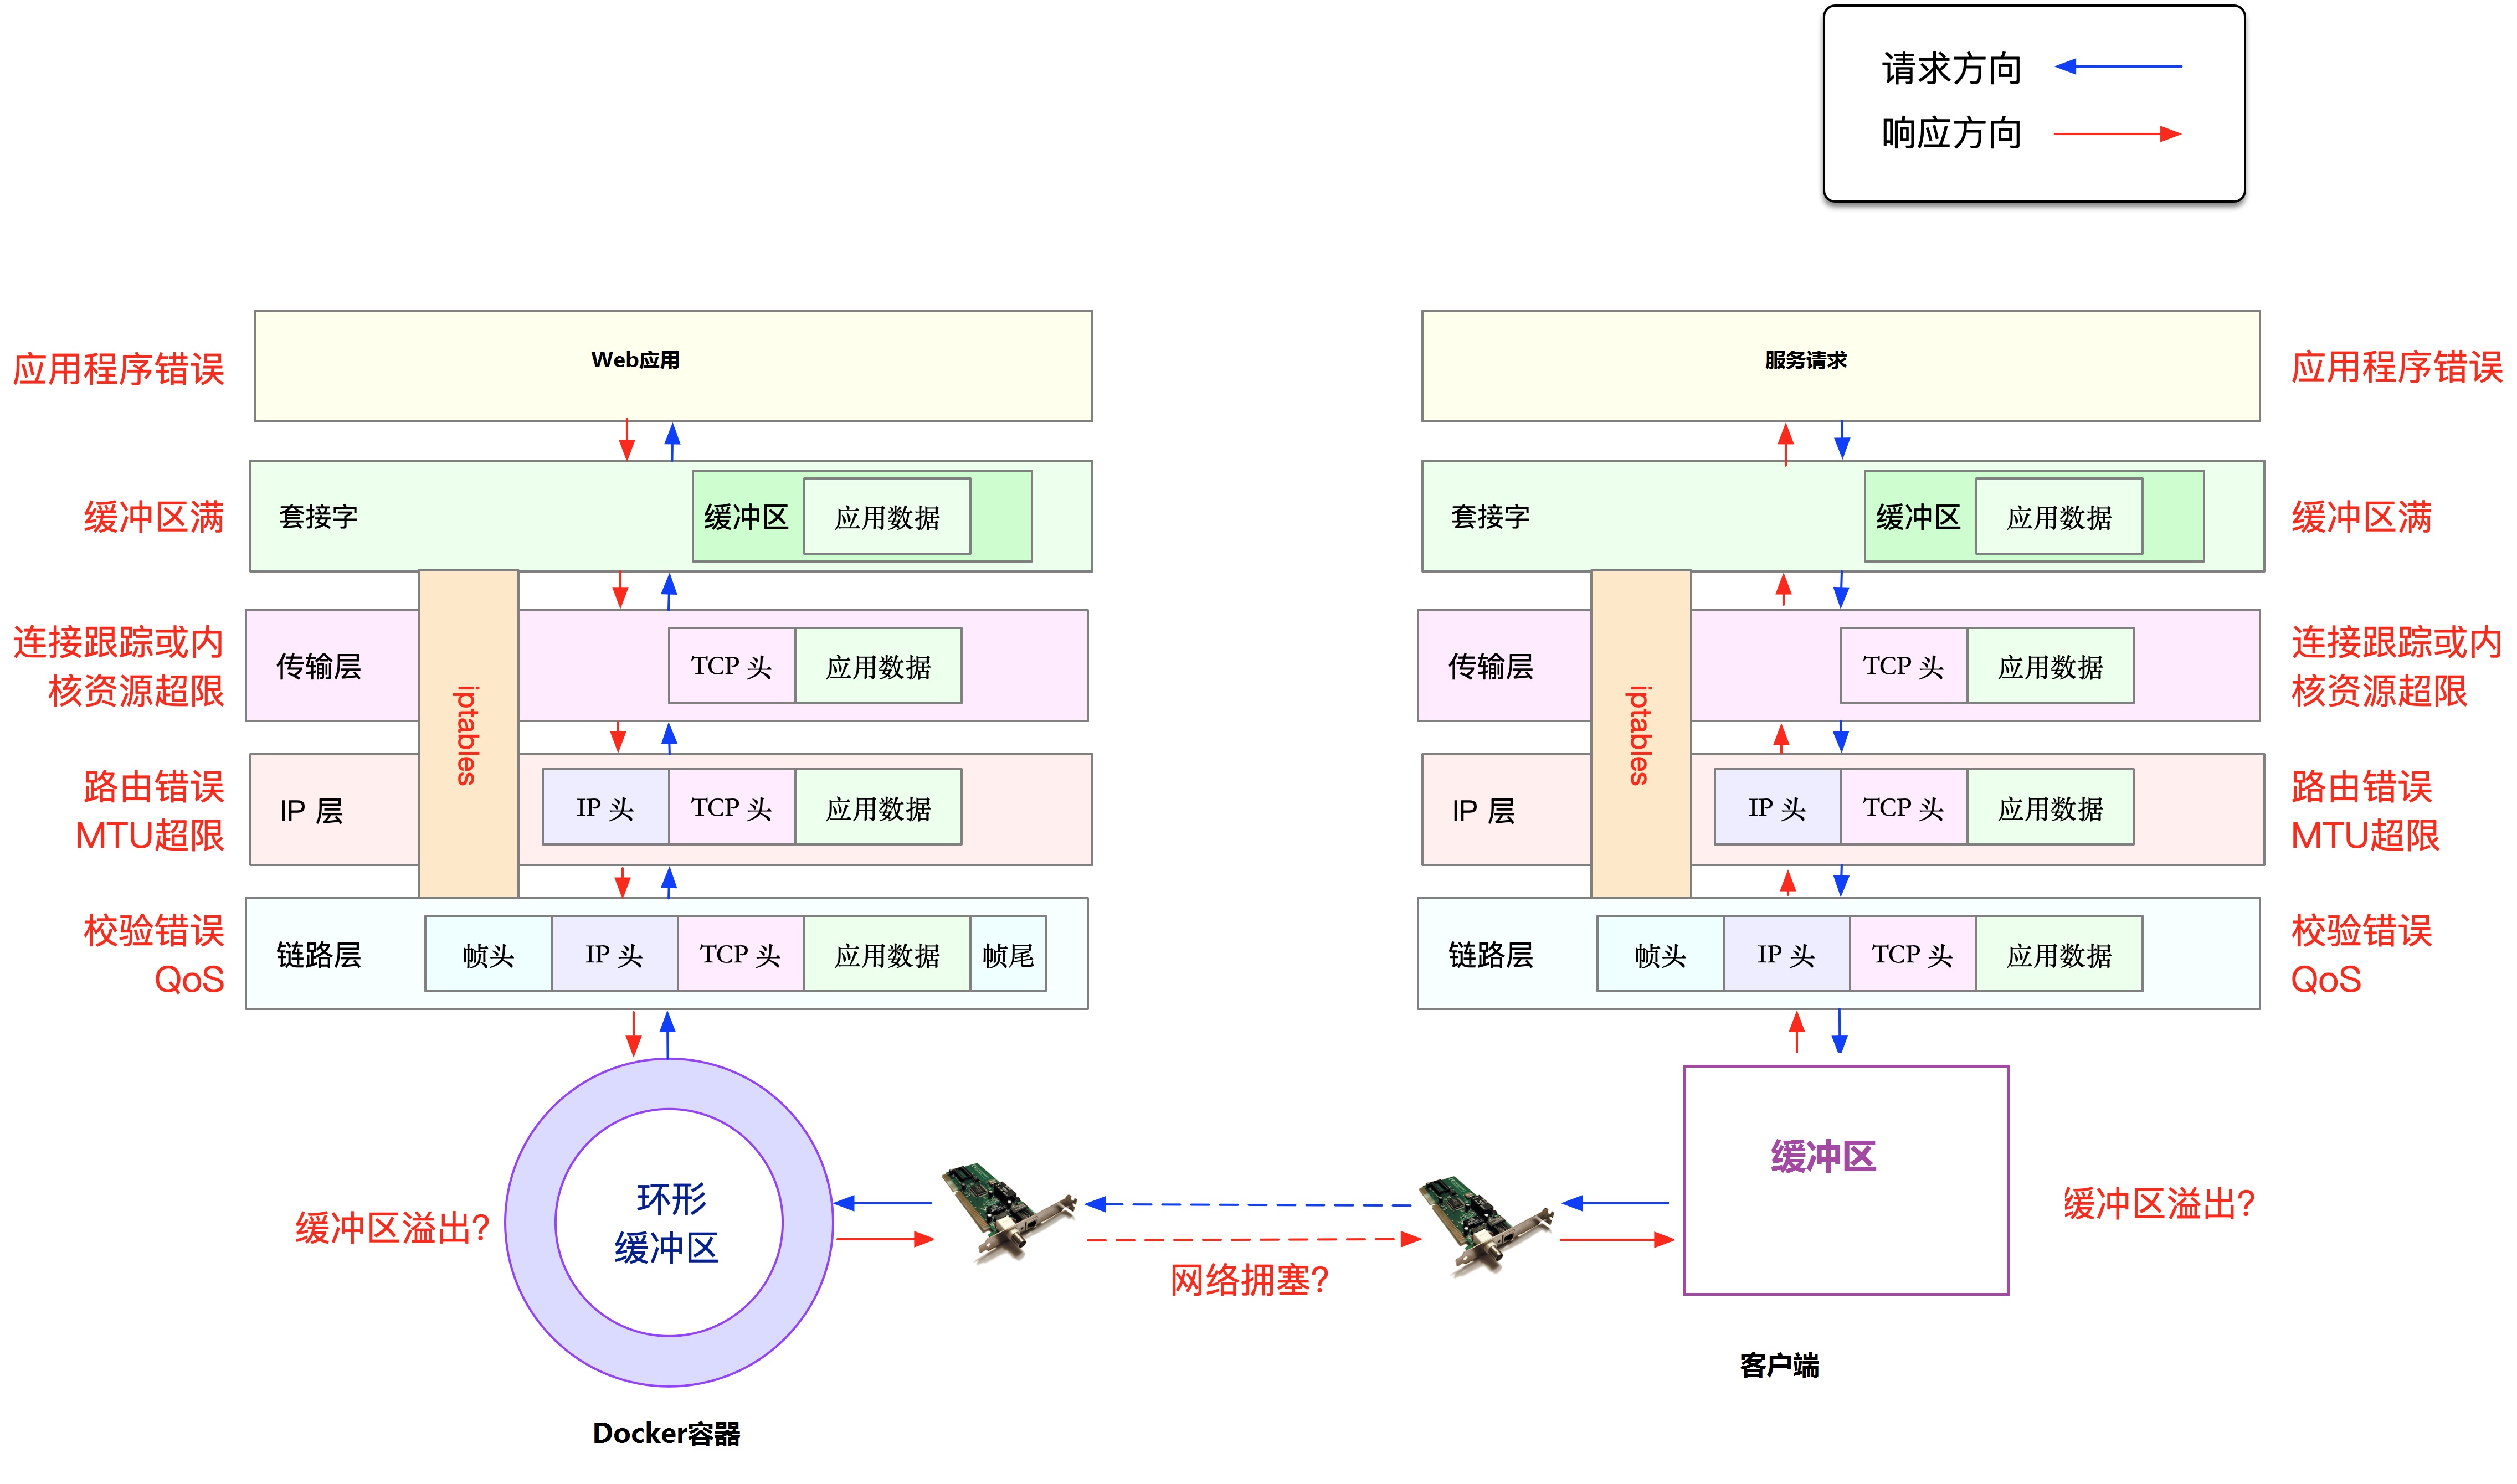 请求方向
响应方向
应用程序错误
Web应用
缓冲区满
套接字
缓冲区
应用数据
连接跟踪或内
核资源超限
传输层
TCP 头
应用数据
iptables
路由错误
MTU超限
IP 层
IP 头
TCP 头
应用数据
校验错误
QoS
链路层
帧头
IP 头
TCP 头
应用数据
帧尾
缓冲区溢出?
环形
缓冲区
Docker容器
网络拥塞?
服务请求
应用程序错误
套接字
缓冲区
应用数据
缓冲区满
传输层
TCP 头
应用数据
连接跟踪或内
核资源超限
iptables
IP 层
IP 头
TCP 头
应用数据
路由错误
MTU超限
链路层
帧头
IP 头
TCP 头
应用数据
校验错误
QoS
缓冲区
缓冲区溢出?
客户端